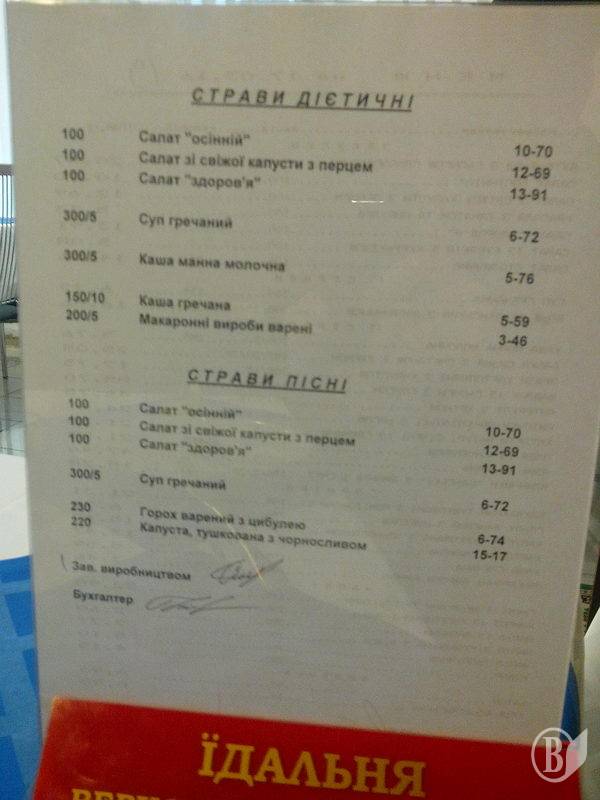 СТРАВИ ДІЄТИЧНІ
100 Салат "осінній" 10-70
100 Салат зі свіжої капусти з перцем 12-69
100 Салат "здоров'я" 13-91
300/5 Суп гречаний 6-72
300/5 Каша манна молочна 5-76
150/10 Каша гречана 5-59
200/5 Макаронні вироби варені 3-46
СТРАВИ ПІСНІ
100 Салат "осінній" 10-70
100 Салат зі свіжої капусти з перцем 12-69
100 Салат "здоров'я" 13-91
300/5 Суп гречаний 6-72
230 Горох варений з цибулею 6-74
220 Капуста, тушкована з чорносливом 15-17
Зав. виробництвом
Бухгалтер
ЇДАЛЬНЯ
В